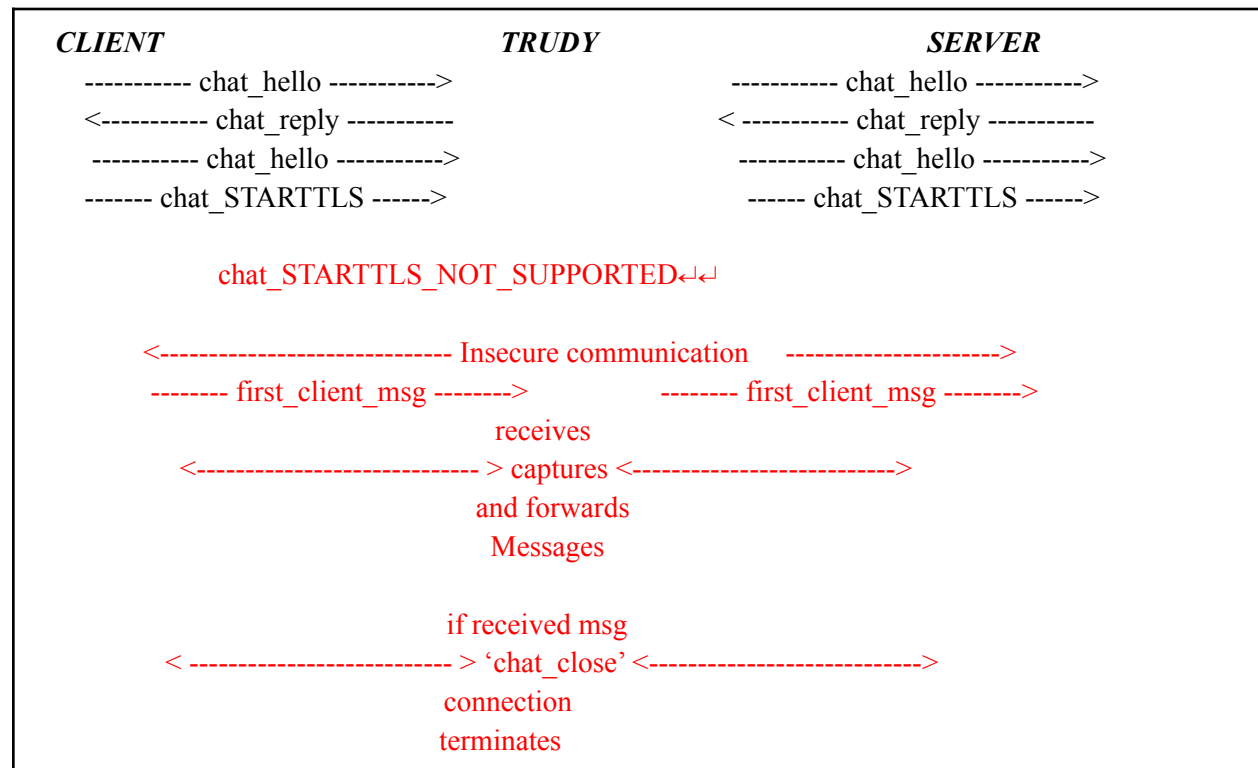 CLIENT TRUDY SERVER
----------- chat_hello -----------> ----------- chat_hello ----------->
<----------- chat_reply ----------- < ----------- chat_reply -----------
----------- chat_hello -----------> ----------- chat_hello ----------->
------- chat_STARTTLS ------> ------ chat_STARTTLS ------>
chat_STARTTLS_NOT_SUPPORTED↵↵
<------------------------------ Insecure communication ---------------------->
-------- first_client_msg --------> -------- first_client_msg -------->
receives
<----------------------------- > captures <--------------------------->
and forwards
Messages
if received msg
< --------------------------- > ‘chat_close’ <---------------------------->
connection
terminates